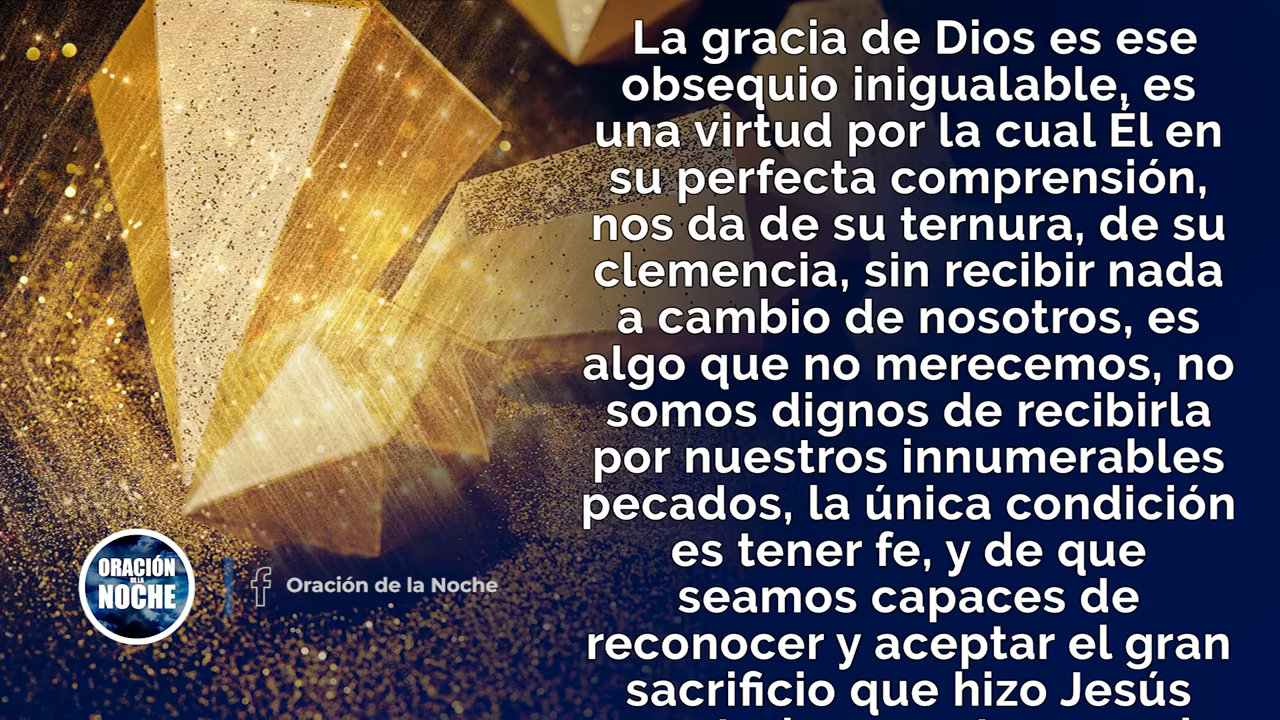 La gracia de Dios es ese
obsequio inigualable, es
una virtud por la cual Él en
su perfecta comprensión,
nos da de su ternura, de su
clemencia, sin recibir nada
a cambio de nosotros, es
algo que no merecemos, no
somos dignos de recibirla
por nuestros innumerables
pecados, la única condición
es tener fe, y de que
seamos capaces de
reconocer y aceptar el gran
sacrificio que hizo Jesús
ORACIÓN
DE LA
NOCHE
Oración de la Noche